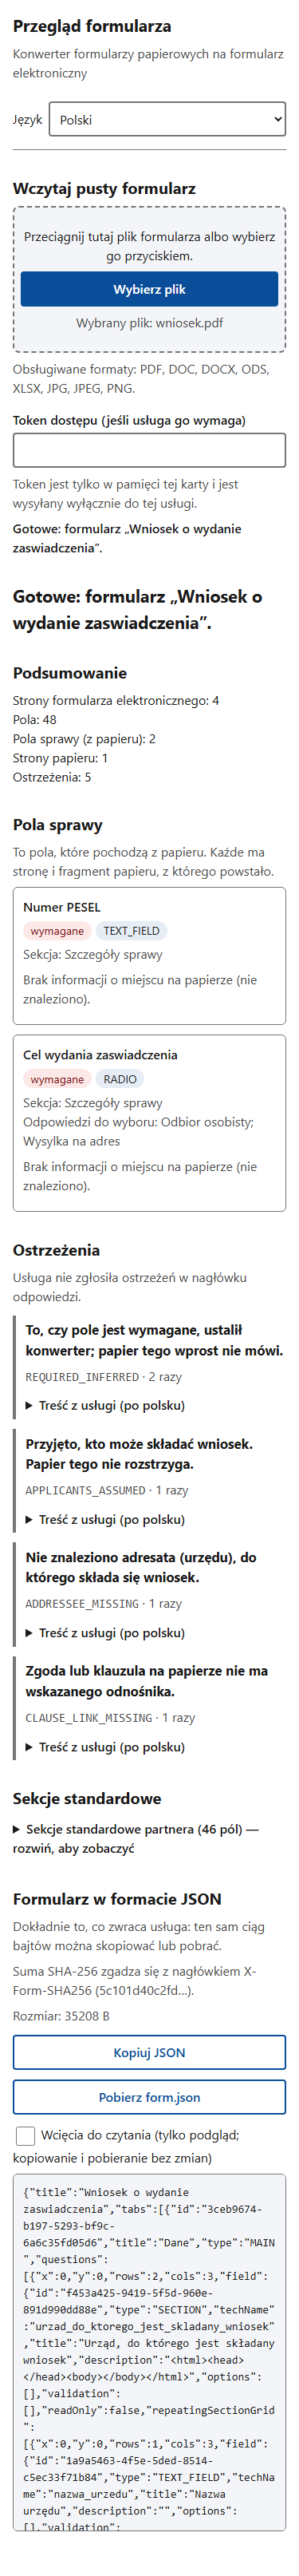 Przegląd formularza
Konwerter formularzy papierowych na formularz
elektroniczny
Język
Polski
Wczytaj pusty formularz
Przeciągnij tutaj plik formularza albo wybierz
go przyciskiem.
Wybierz plik
Wybrany plik: wniosek.pdf
Obsługiwane formaty: PDF, DOC, DOCX, ODS,
XLSX, JPG, JPEG, PNG.
Token dostępu (jeśli usługa go wymaga)
Token jest tylko w pamięci tej karty i jest
wysyłany wyłącznie do tej usługi.
Gotowe: formularz „Wniosek o wydanie
zaswiadczenia”.
Gotowe: formularz „Wniosek o
wydanie zaswiadczenia”.
Podsumowanie
Strony formularza elektronicznego: 4
Pola: 48
Pola sprawy (z papieru): 2
Strony papieru: 1
Ostrzeżenia: 5
Pola sprawy
To pola, które pochodzą z papieru. Każde ma
stronę i fragment papieru, z którego powstało.
Numer PESEL
wymagane TEXT_FIELD
Sekcja: Szczegóły sprawy
Brak informacji o miejscu na papierze (nie
znaleziono).
Cel wydania zaswiadczenia
wymagane RADIO
Sekcja: Szczegóły sprawy
Odpowiedzi do wyboru: Odbior osobisty;
Wysylka na adres
Brak informacji o miejscu na papierze (nie
znaleziono).
Ostrzeżenia
Usługa nie zgłosiła ostrzeżeń w nagłówku
odpowiedzi.
To, czy pole jest wymagane, ustalił
konwerter; papier tego wprost nie mówi.
REQUIRED_INFERRED · 2 razy
▶ Treść z usługi (po polsku)
Przyjęto, kto może składać wniosek.
Papier tego nie rozstrzyga.
APPLICANTS_ASSUMED · 1 razy
▶ Treść z usługi (po polsku)
Nie znaleziono adresata (urzędu), do
którego składa się wniosek.
ADDRESSEE_MISSING · 1 razy
▶ Treść z usługi (po polsku)
Zgoda lub klauzula na papierze nie ma
wskazanego odnośnika.
CLAUSE_LINK_MISSING · 1 razy
▶ Treść z usługi (po polsku)
Sekcje standardowe
▶ Sekcje standardowe partnera (46 pól) —
rozwiń, aby zobaczyć
Formularz w formacie JSON
Dokładnie to, co zwraca usługa: ten sam ciąg
bajtów można skopiować lub pobrać.
Suma SHA-256 zgadza się z nagłówkiem X-
Form-SHA256 (5c101d40c2fd…).
Rozmiar: 35208 B
Kopiuj JSON
Pobierz form.json
Wcięcia do czytania (tylko podgląd;
kopiowanie i pobieranie bez zmian)
{"title":"Wniosek o wydanie
zaswiadczenia","tabs":[{"id":"3ceb9674-
b197-5293-bf9c-
6a6c35fd05d6","title":"Dane","type":"MAIN
","questions":
[{"x":0,"y":0,"rows":2,"cols":3,"field":
{"id":"f453a425-9419-5f5d-960e-
891d990dd88e","type":"SECTION","techName"
:"urzad_do_ktorego_jest_skladany_wniosek"
,"title":"Urząd, do którego jest składany
wniosek","description":"<html><head>
</head><body></body></html>","options":
[],"validation":
[],"readOnly":false,"repeatingSectionGrid
":
[{"x":0,"y":0,"rows":1,"cols":3,"field":
{"id":"1a9a5463-4f5e-5ded-8514-
c5ec33f71b84","type":"TEXT_FIELD","techNa
me":"nazwa_urzedu","title":"Nazwa
urzędu","description":"","options":
[],"validation":